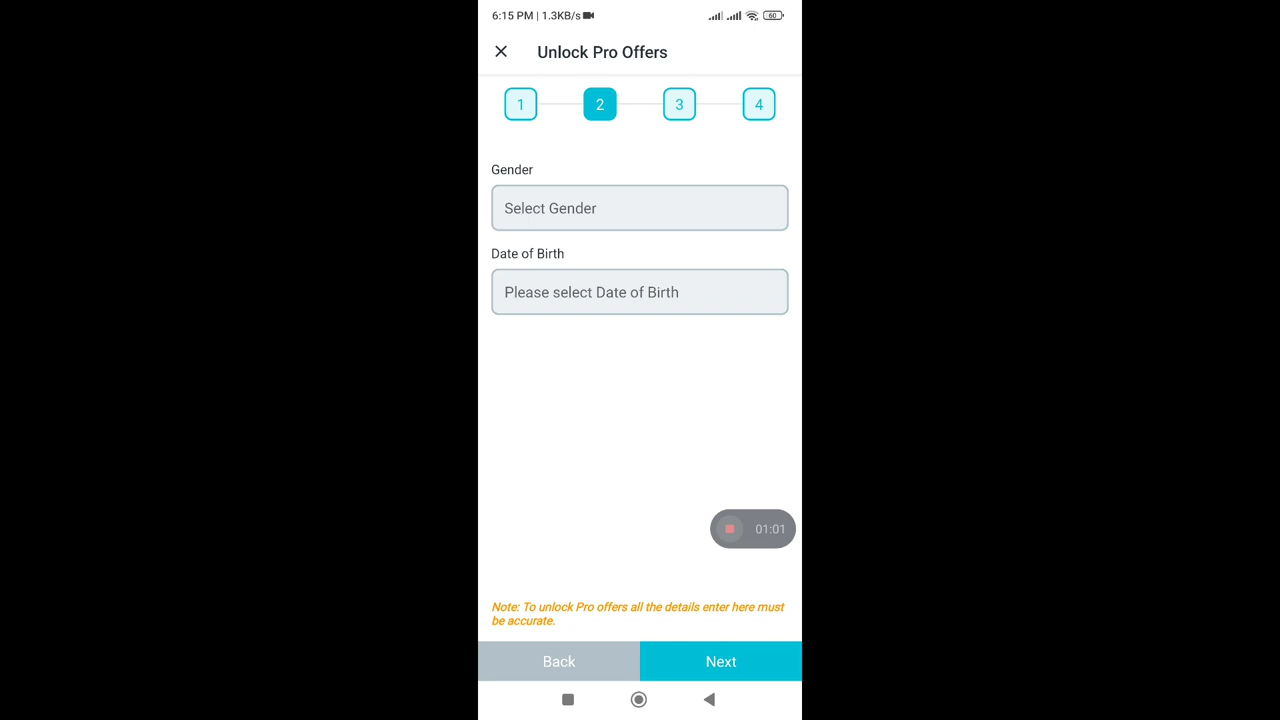 6:15 PM | 1.3KB/s 60
Unlock Pro Offers
1 2 3 4
Gender
Select Gender
Date of Birth
Please select Date of Birth
01:01
Note: To unlock Pro offers all the details enter here must
be accurate.
Back Next